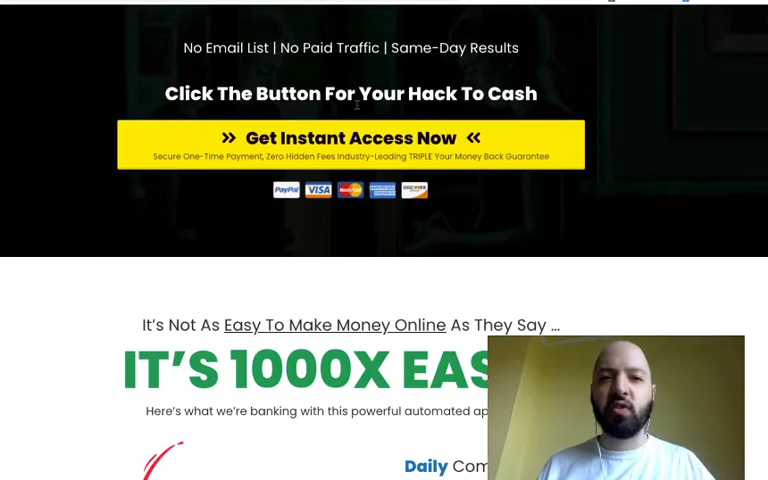 No Email List | No Paid Traffic | Same-Day Results
Click The Button For Your Hack To Cash
» Get Instant Access Now «
Secure One-Time Payment, Zero Hidden Fees Industry-Leading TRIPLE Your Money Back Guarantee
PayPal VISA MasterCard AMERICAN EXPRESS DISCOVER
It's Not As Easy To Make Money Online As They Say ...
IT'S 1000X EAS
Here's what we're banking with this powerful automated ap
Daily Com